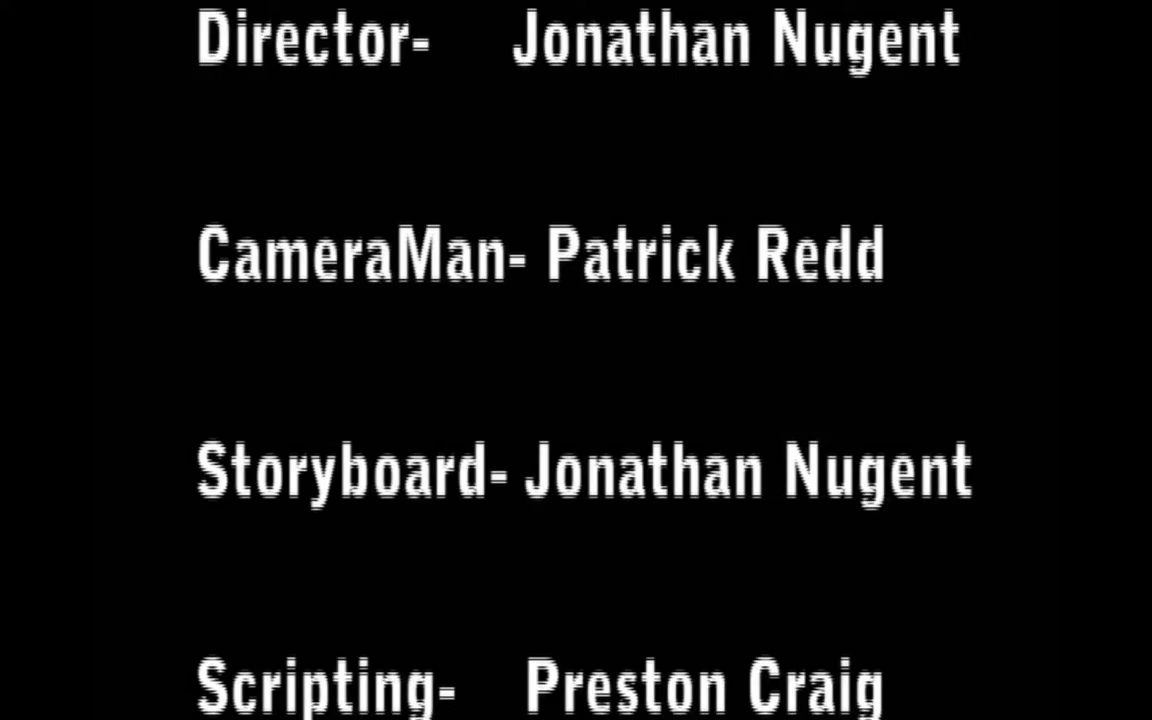 Director- Jonathan Nugent
CameraMan- Patrick Redd
Storyboard- Jonathan Nugent
Scripting- Preston Craig